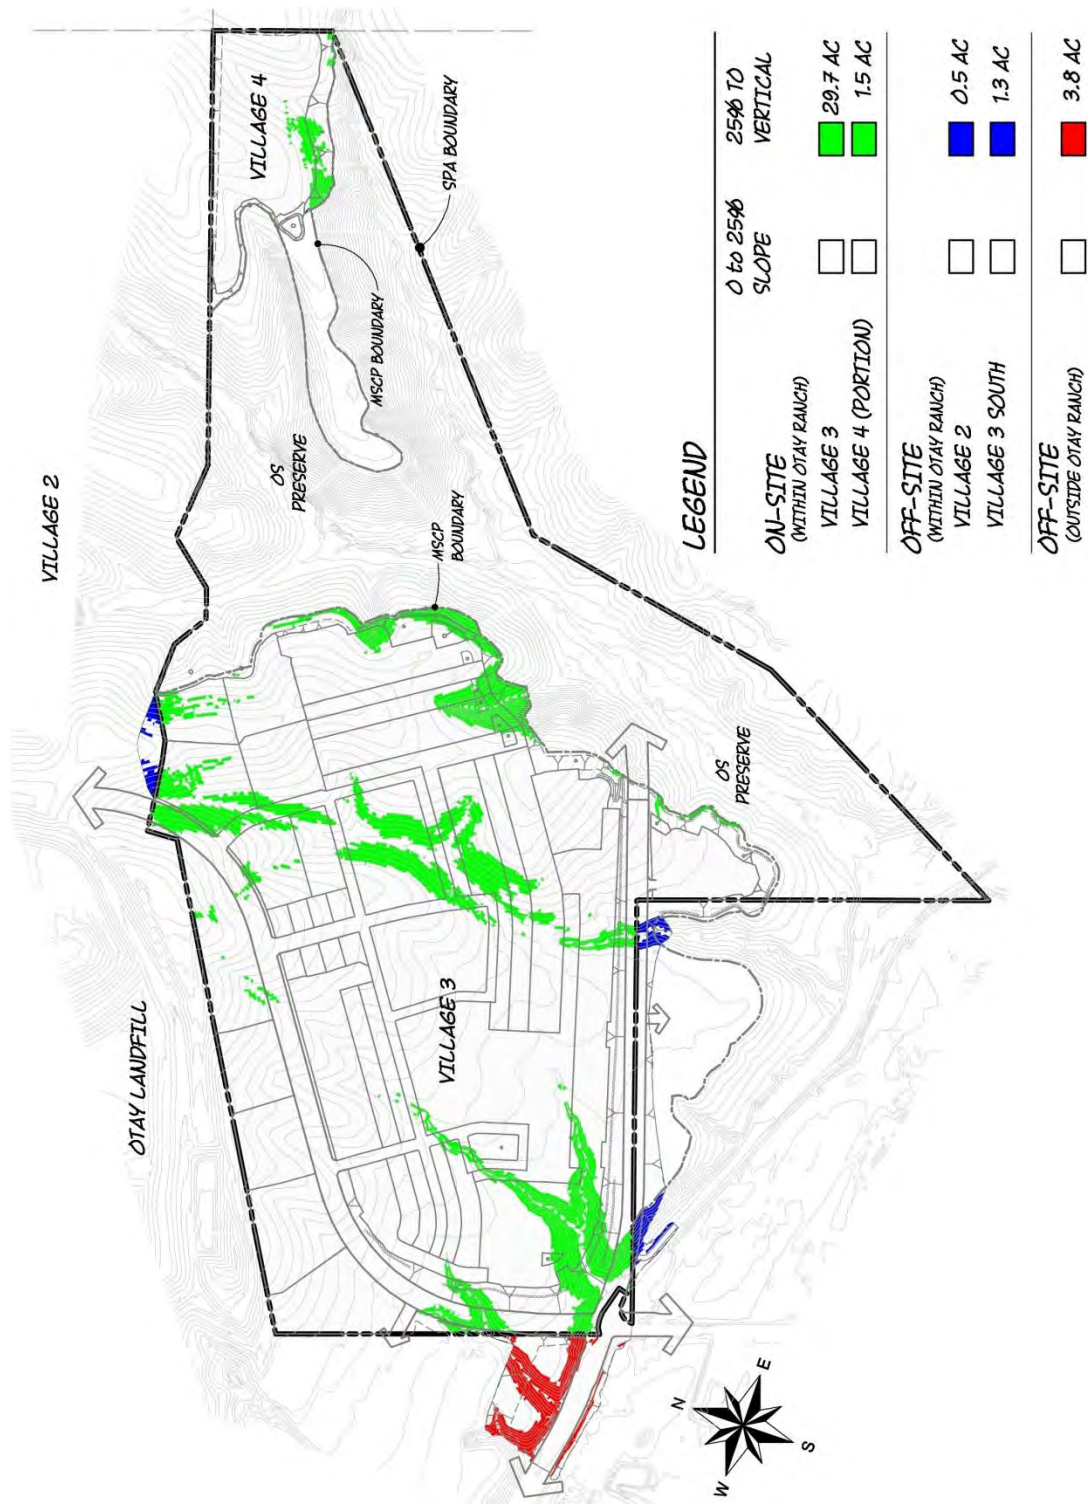 VILLAGE 2
VILLAGE 4
OTAY LANDFILL
OS
PRESERVE
MSCP BOUNDARY
SPA BOUNDARY
MSCP
BOUNDARY
VILLAGE 3
OS
PRESERVE
N
E
S
W
LEGEND
0 to 25% SLOPE
25% TO VERTICAL
ON-SITE
(WITHIN OTAY RANCH)
VILLAGE 3 29.7 AC
VILLAGE 4 (PORTION) 1.5 AC
OFF-SITE
(WITHIN OTAY RANCH)
VILLAGE 2 0.5 AC
VILLAGE 3 SOUTH 1.3 AC
OFF-SITE
(OUTSIDE OTAY RANCH) 3.8 AC